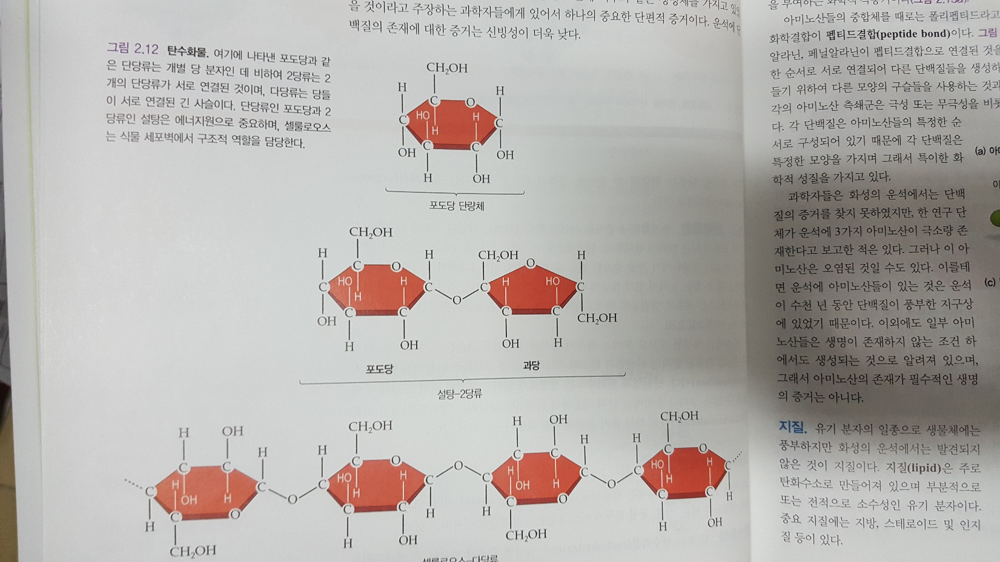 을 것이라고 주장하는 과학자들에게 있어서 하나의 중요한 단편적 증거이다. 운석에
백질의 존재에 대한 증거는 신빙성이 더욱 낮다.
그림 2.12 탄수화물. 여기에 나타낸 포도당과 같
은 단당류는 개별 당 분자인 데 비하여 2당류는 2
개의 단당류가 서로 연결된 것이며, 다당류는 당들
이 서로 연결된 긴 사슬이다. 단당류인 포도당과 2
당류인 설탕은 에너지원으로 중요하며, 셀룰로오스
는 식물 세포벽에서 구조적 역할을 담당한다.
CH₂OH
H C O H
C HO H C
H
OH C C OH
H OH
포도당 단량체
CH₂OH
H C O H CH₂OH O H
C HO H C C H HO C
H O
OH C C C C CH₂OH
H OH OH H
포도당 과당
설탕-2당류
H OH CH₂OH H OH CH₂OH
C C H H C O O C C H H C O
C H H C C HO H C C H H C C HO H C
OH O H OH O H
C O C C C O C C H
H H H OH
CH₂OH H OH CH₂OH
셀룰로오스-다당류
아미노산들의 중합체를 때로는 폴리펩티드라고
화학결합이 펩티드결합(peptide bond)이다. 그림
알라닌, 페닐알라닌이 펩티드결합으로 연결된 것을
한 순서로 서로 연결되어 다른 단백질들을 생성하
들기 위하여 다른 모양의 구슬들을 사용하는 것과
각의 아미노산 측쇄군은 극성 또는 무극성을 비롯
다. 각 단백질은 아미노산들의 특정한 순
서로 구성되어 있기 때문에 각 단백질은
특정한 모양을 가지며 그래서 특이한 화
학적 성질을 가지고 있다.
과학자들은 화성의 운석에서는 단백
질의 증거를 찾지 못하였지만, 한 연구 단
체가 운석에 3가지 아미노산이 극소량 존
재한다고 보고한 적은 있다. 그러나 이 아
미노산은 오염된 것일 수도 있다. 이를테
면 운석에 아미노산들이 있는 것은 운석
이 수천 년 동안 단백질이 풍부한 지구상
에 있었기 때문이다. 이외에도 일부 아미
노산들은 생명이 존재하지 않는 조건 하
에서도 생성되는 것으로 알려져 있으며,
그래서 아미노산의 존재가 필수적인 생명
의 증거는 아니다.
지질. 유기 분자의 일종으로 생물체에는
풍부하지만 화성의 운석에서는 발견되지
않은 것이 지질이다. 지질(lipid)은 주로
탄화수소로 만들어져 있으며 부분적으로
또는 전적으로 소수성인 유기 분자이다.
중요 지질에는 지방, 스테로이드 및 인지
질 등이 있다.
(a) 아
(c)